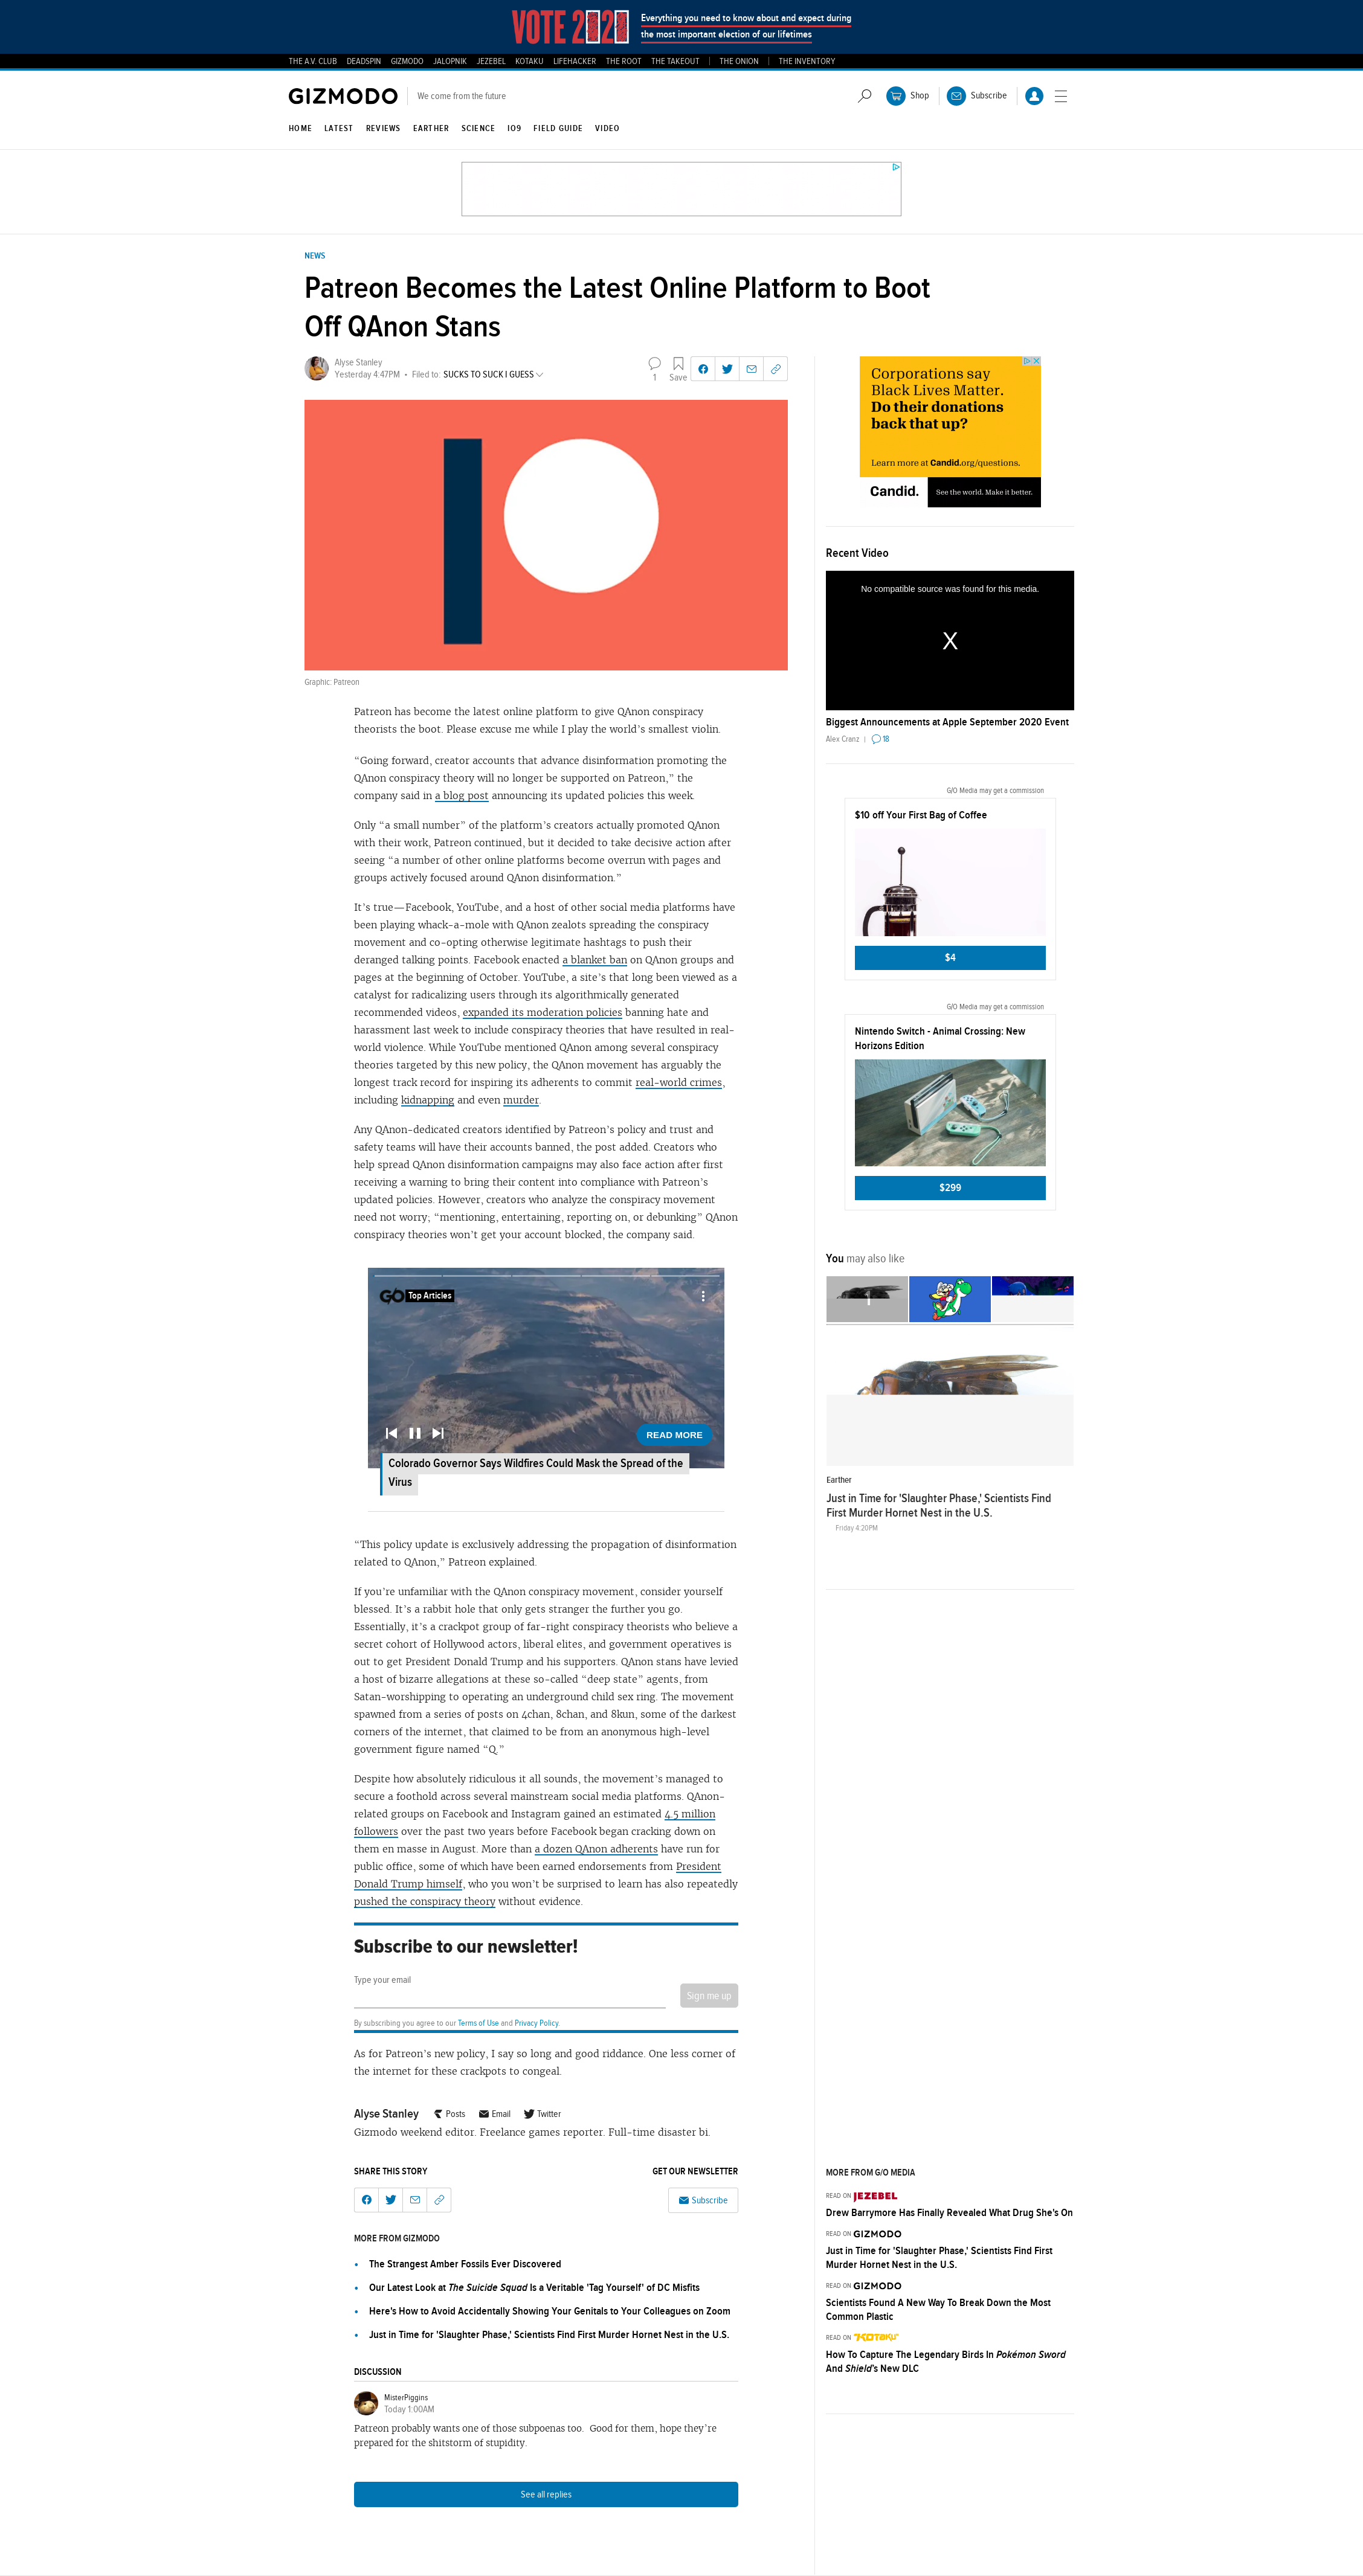 VOTE 2020
Everything you need to know about and expect during
the most important election of our lifetimes
THE A.V. CLUB DEADSPIN GIZMODO JALOPNIK JEZEBEL KOTAKU LIFEHACKER THE ROOT THE TAKEOUT THE ONION THE INVENTORY
GIZMODO We come from the future Shop Subscribe
HOME LATEST REVIEWS EARTHER SCIENCE IO9 FIELD GUIDE VIDEO
NEWS
Patreon Becomes the Latest Online Platform to Boot
Off QAnon Stans
Alyse Stanley
Yesterday 4:47PM • Filed to: SUCKS TO SUCK I GUESS
1 Save
Graphic: Patreon
Patreon has become the latest online platform to give QAnon conspiracy
theorists the boot. Please excuse me while I play the world’s smallest violin.
“Going forward, creator accounts that advance disinformation promoting the
QAnon conspiracy theory will no longer be supported on Patreon,” the
company said in a blog post announcing its updated policies this week.
Only “a small number” of the platform’s creators actually promoted QAnon
with their work, Patreon continued, but it decided to take decisive action after
seeing “a number of other online platforms become overrun with pages and
groups actively focused around QAnon disinformation.”
It’s true—Facebook, YouTube, and a host of other social media platforms have
been playing whack-a-mole with QAnon zealots spreading the conspiracy
movement and co-opting otherwise legitimate hashtags to push their
deranged talking points. Facebook enacted a blanket ban on QAnon groups and
pages at the beginning of October. YouTube, a site’s that long been viewed as a
catalyst for radicalizing users through its algorithmically generated
recommended videos, expanded its moderation policies banning hate and
harassment last week to include conspiracy theories that have resulted in real-
world violence. While YouTube mentioned QAnon among several conspiracy
theories targeted by this new policy, the QAnon movement has arguably the
longest track record for inspiring its adherents to commit real-world crimes,
including kidnapping and even murder.
Any QAnon-dedicated creators identified by Patreon’s policy and trust and
safety teams will have their accounts banned, the post added. Creators who
help spread QAnon disinformation campaigns may also face action after first
receiving a warning to bring their content into compliance with Patreon’s
updated policies. However, creators who analyze the conspiracy movement
need not worry; “mentioning, entertaining, reporting on, or debunking” QAnon
conspiracy theories won’t get your account blocked, the company said.
GO Top Articles
READ MORE
Colorado Governor Says Wildfires Could Mask the Spread of the
Virus
“This policy update is exclusively addressing the propagation of disinformation
related to QAnon,” Patreon explained.
If you’re unfamiliar with the QAnon conspiracy movement, consider yourself
blessed. It’s a rabbit hole that only gets stranger the further you go.
Essentially, it’s a crackpot group of far-right conspiracy theorists who believe a
secret cohort of Hollywood actors, liberal elites, and government operatives is
out to get President Donald Trump and his supporters. QAnon stans have levied
a host of bizarre allegations at these so-called “deep state” agents, from
Satan-worshipping to operating an underground child sex ring. The movement
spawned from a series of posts on 4chan, 8chan, and 8kun, some of the darkest
corners of the internet, that claimed to be from an anonymous high-level
government figure named “Q.”
Despite how absolutely ridiculous it all sounds, the movement’s managed to
secure a foothold across several mainstream social media platforms. QAnon-
related groups on Facebook and Instagram gained an estimated 4.5 million
followers over the past two years before Facebook began cracking down on
them en masse in August. More than a dozen QAnon adherents have run for
public office, some of which have been earned endorsements from President
Donald Trump himself, who you won’t be surprised to learn has also repeatedly
pushed the conspiracy theory without evidence.
Subscribe to our newsletter!
Type your email
Sign me up
By subscribing you agree to our Terms of Use and Privacy Policy.
As for Patreon’s new policy, I say so long and good riddance. One less corner of
the internet for these crackpots to congeal.
Alyse Stanley Posts Email Twitter
Gizmodo weekend editor. Freelance games reporter. Full-time disaster bi.
SHARE THIS STORY GET OUR NEWSLETTER
Subscribe
MORE FROM GIZMODO
• The Strangest Amber Fossils Ever Discovered
• Our Latest Look at The Suicide Squad Is a Veritable 'Tag Yourself' of DC Misfits
• Here's How to Avoid Accidentally Showing Your Genitals to Your Colleagues on Zoom
• Just in Time for 'Slaughter Phase,' Scientists Find First Murder Hornet Nest in the U.S.
DISCUSSION
MisterPiggins
Today 1:00AM
Patreon probably wants one of those subpoenas too. Good for them, hope they’re
prepared for the shitstorm of stupidity.
See all replies
Corporations say
Black Lives Matter.
Do their donations
back that up?
Learn more at Candid.org/questions.
Candid. See the world. Make it better.
Recent Video
No compatible source was found for this media.
X
Biggest Announcements at Apple September 2020 Event
Alex Cranz | 18
G/O Media may get a commission
$10 off Your First Bag of Coffee
$4
G/O Media may get a commission
Nintendo Switch - Animal Crossing: New
Horizons Edition
$299
You may also like
Earther
Just in Time for 'Slaughter Phase,' Scientists Find
First Murder Hornet Nest in the U.S.
Friday 4:20PM
MORE FROM G/O MEDIA
READ ON JEZEBEL
Drew Barrymore Has Finally Revealed What Drug She's On
READ ON GIZMODO
Just in Time for 'Slaughter Phase,' Scientists Find First
Murder Hornet Nest in the U.S.
READ ON GIZMODO
Scientists Found A New Way To Break Down the Most
Common Plastic
READ ON KOTAKU
How To Capture The Legendary Birds In Pokémon Sword
And Shield's New DLC